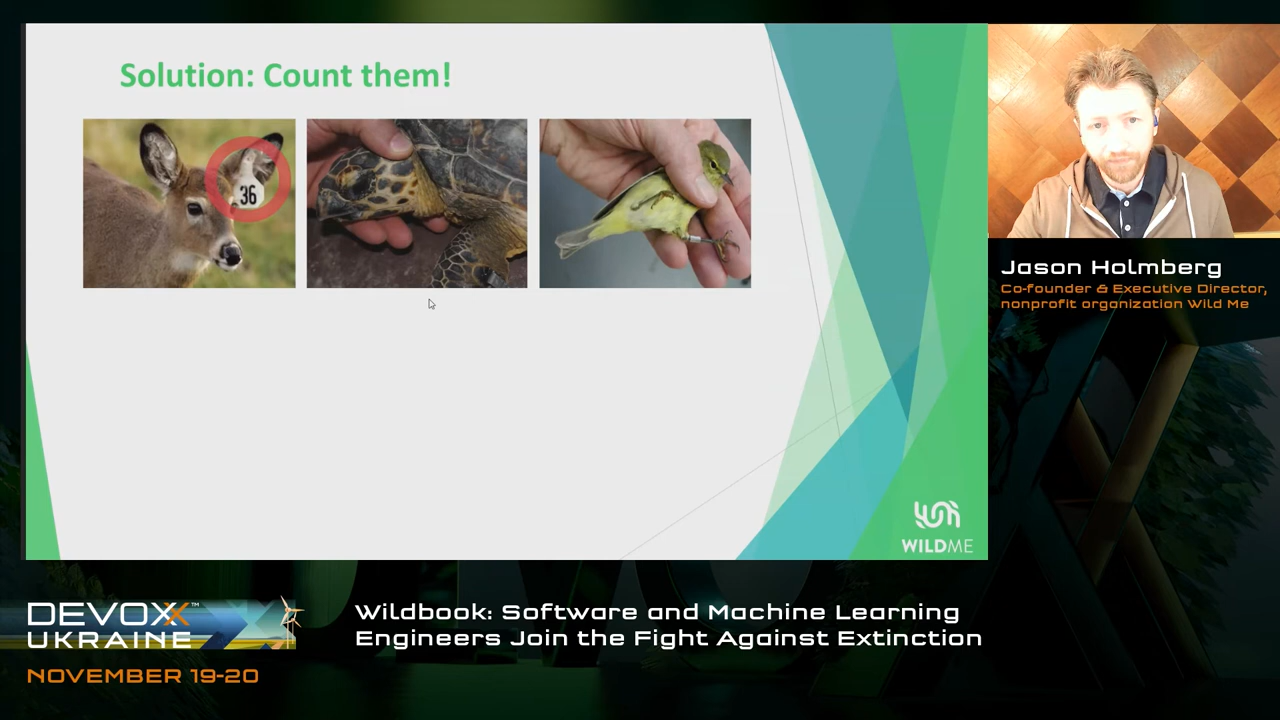 Solution: Count them!
36
WILDME
Jason Holmberg
Co-founder & Executive Director,
nonprofit organization Wild Me
DEVOXX™
UKRAINE
NOVEMBER 19-20
Wildbook: Software and Machine Learning
Engineers Join the Fight Against Extinction